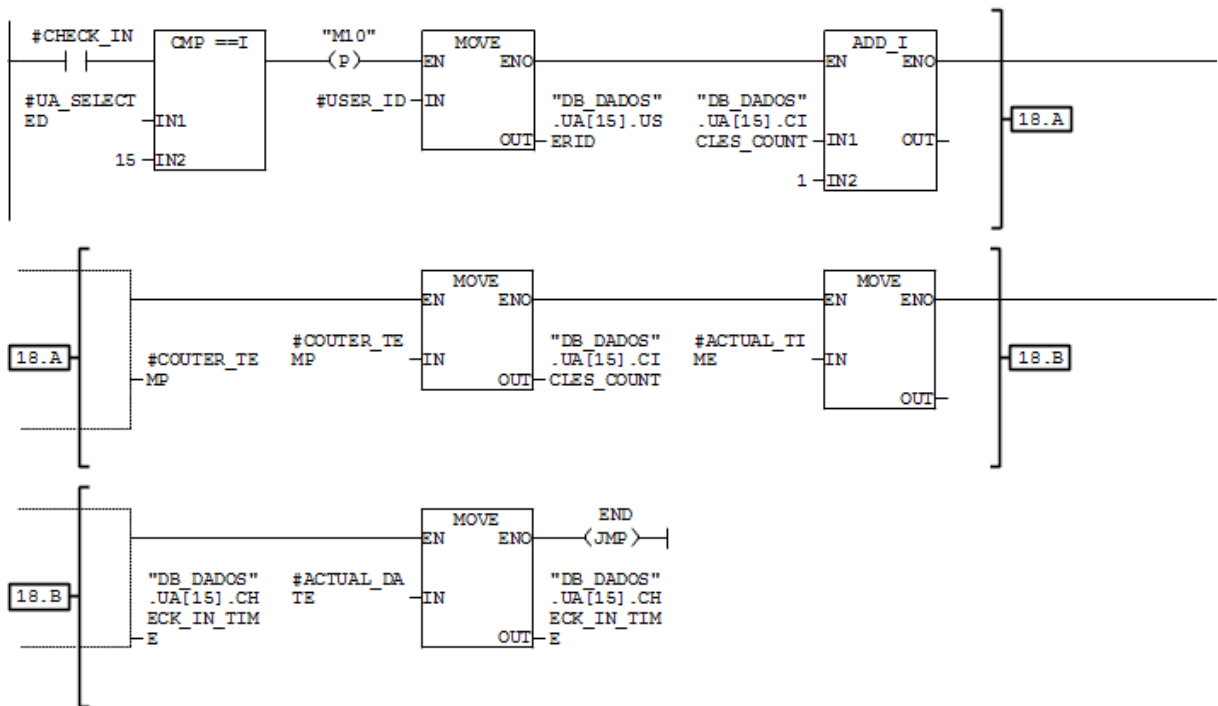 #CHECK_IN
CMP ==I
"M10"
(P)
MOVE
EN ENO
ADD_I
EN ENO
#UA_SELECT
ED
IN1
15
IN2
#USER_ID
IN
OUT
"DB_DADOS"
.UA[15].US
ERID
"DB_DADOS"
.UA[15].CI
CLES_COUNT
IN1
OUT
1
IN2
18.A
18.A
#COUTER_TE
MP
MOVE
EN ENO
#COUTER_TE
MP
IN
OUT
"DB_DADOS"
.UA[15].CI
CLES_COUNT
MOVE
EN ENO
#ACTUAL_TI
ME
IN
OUT
18.B
18.B
"DB_DADOS"
.UA[15].CH
ECK_IN_TIM
E
MOVE
EN ENO
#ACTUAL_DA
TE
IN
OUT
END
(JMP)
"DB_DADOS"
.UA[15].CH
ECK_IN_TIM
E